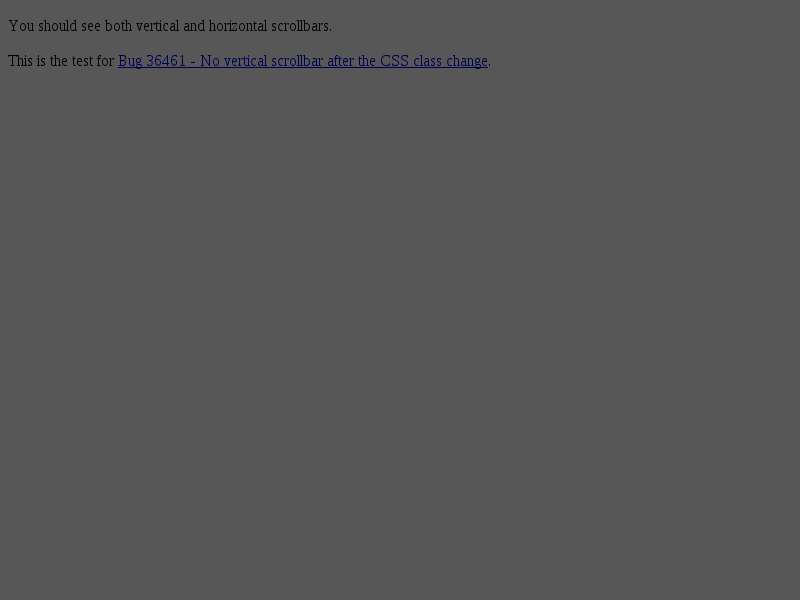 You should see both vertical and horizontal scrollbars.
This is the test for Bug 36461 - No vertical scrollbar after the CSS class change.